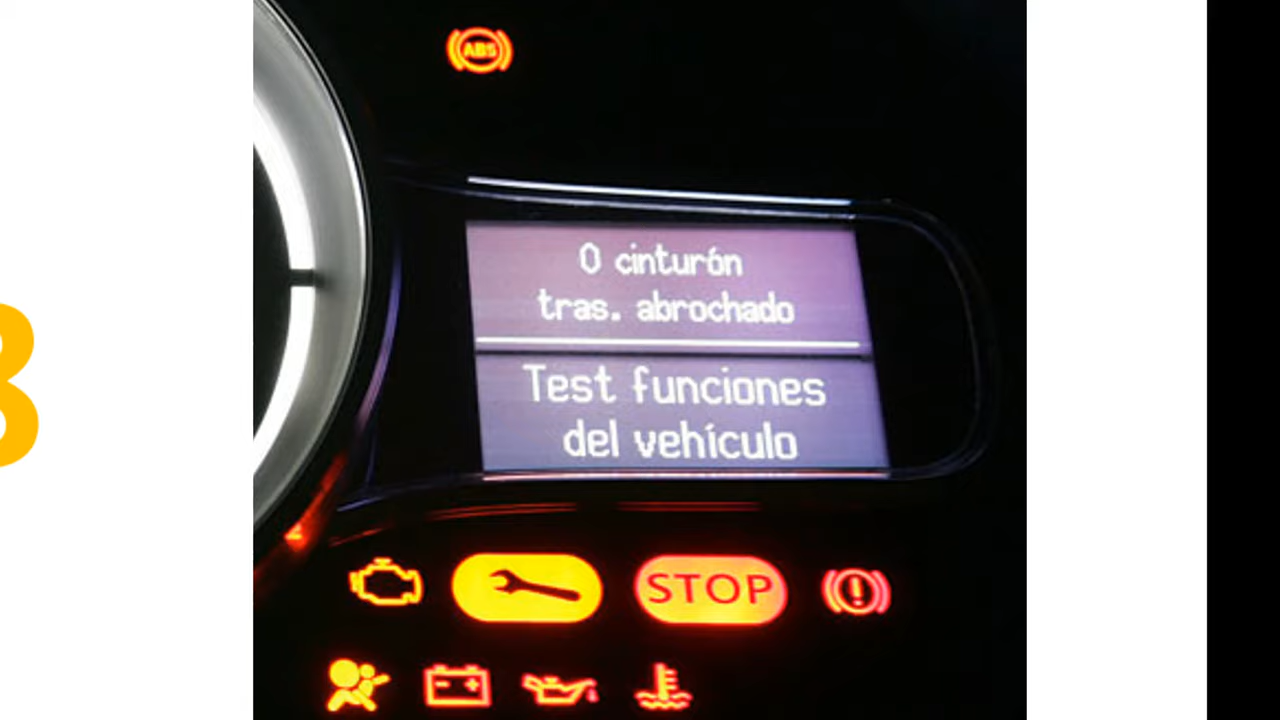 ABS
0 cinturón
tras. abrochado
Test funciones
del vehículo
STOP